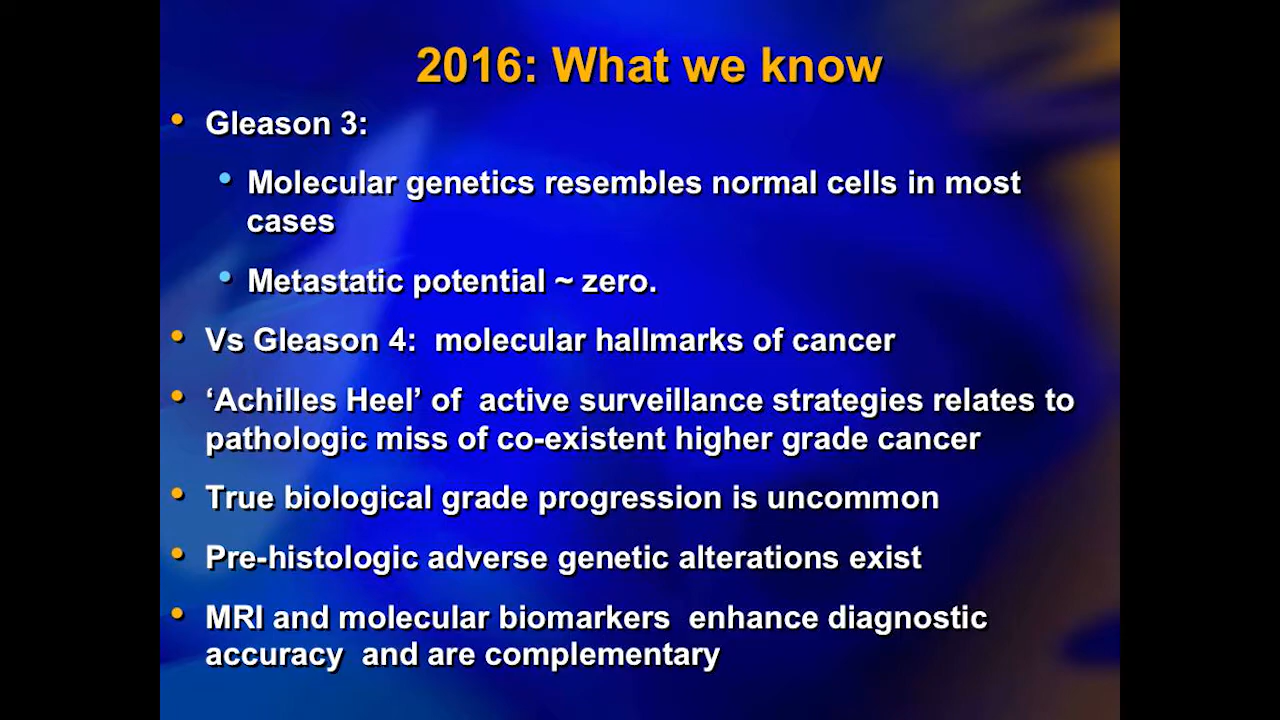 2016: What we know
• Gleason 3:
• Molecular genetics resembles normal cells in most
cases
• Metastatic potential ~ zero.
• Vs Gleason 4:  molecular hallmarks of cancer
• ‘Achilles Heel’ of  active surveillance strategies relates to
pathologic miss of co-existent higher grade cancer
• True biological grade progression is uncommon
• Pre-histologic adverse genetic alterations exist
• MRI and molecular biomarkers  enhance diagnostic
accuracy  and are complementary